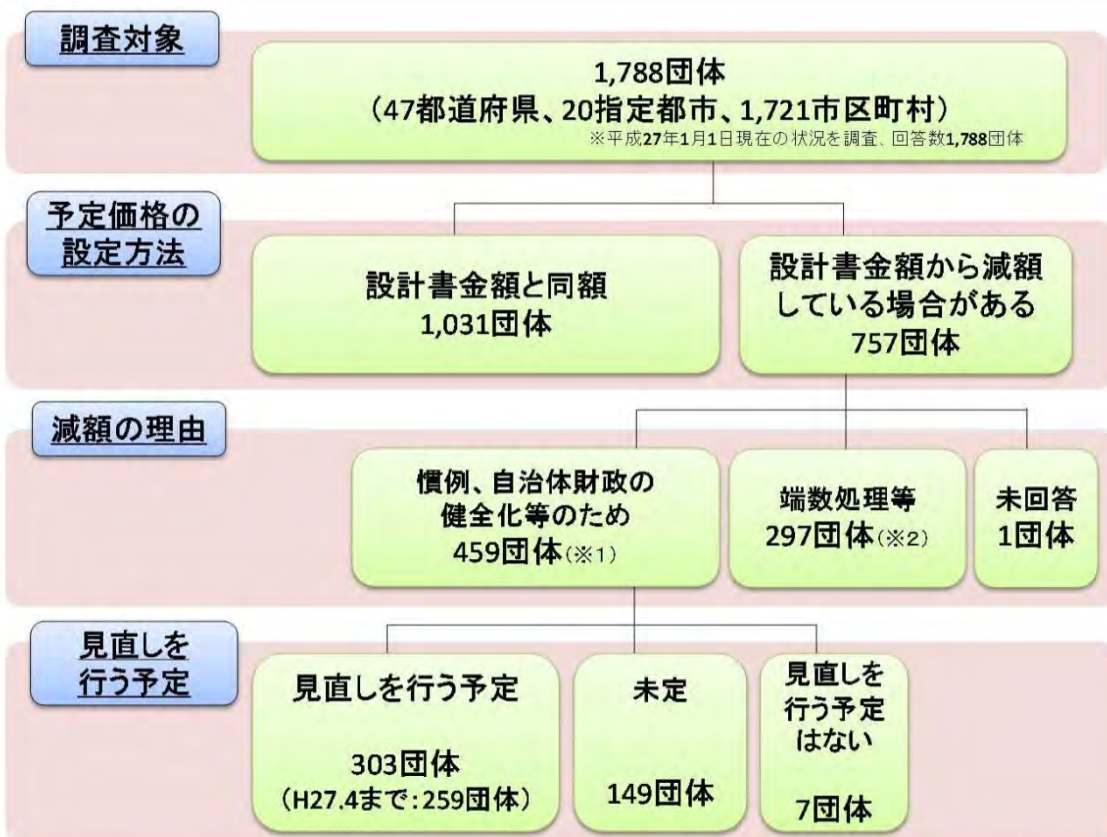 調査対象
1,788団体
(47都道府県、20指定都市、1,721市区町村)
※平成27年1月1日現在の状況を調査、回答数1,788団体
予定価格の
設定方法
設計書金額と同額
1,031団体
設計書金額から減額
している場合がある
757団体
減額の理由
慣例、自治体財政の
健全化等のため
459団体(※1)
端数処理等
297団体(※2)
未回答
1団体
見直しを
行う予定
見直しを行う予定
303団体
(H27.4まで:259団体)
未定
149団体
見直しを
行う予定
はない
7団体